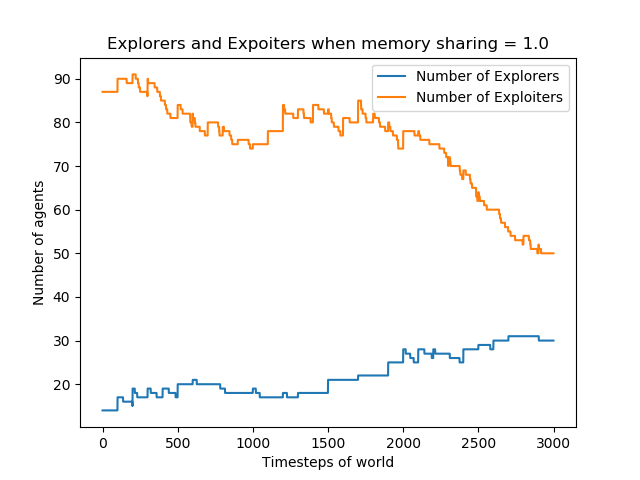 Explorers and Expoiters when memory sharing = 1.0
Number of Explorers
Number of Exploiters
Number of agents
90
80
70
60
50
40
30
20
0 500 1000 1500 2000 2500 3000
Timesteps of world